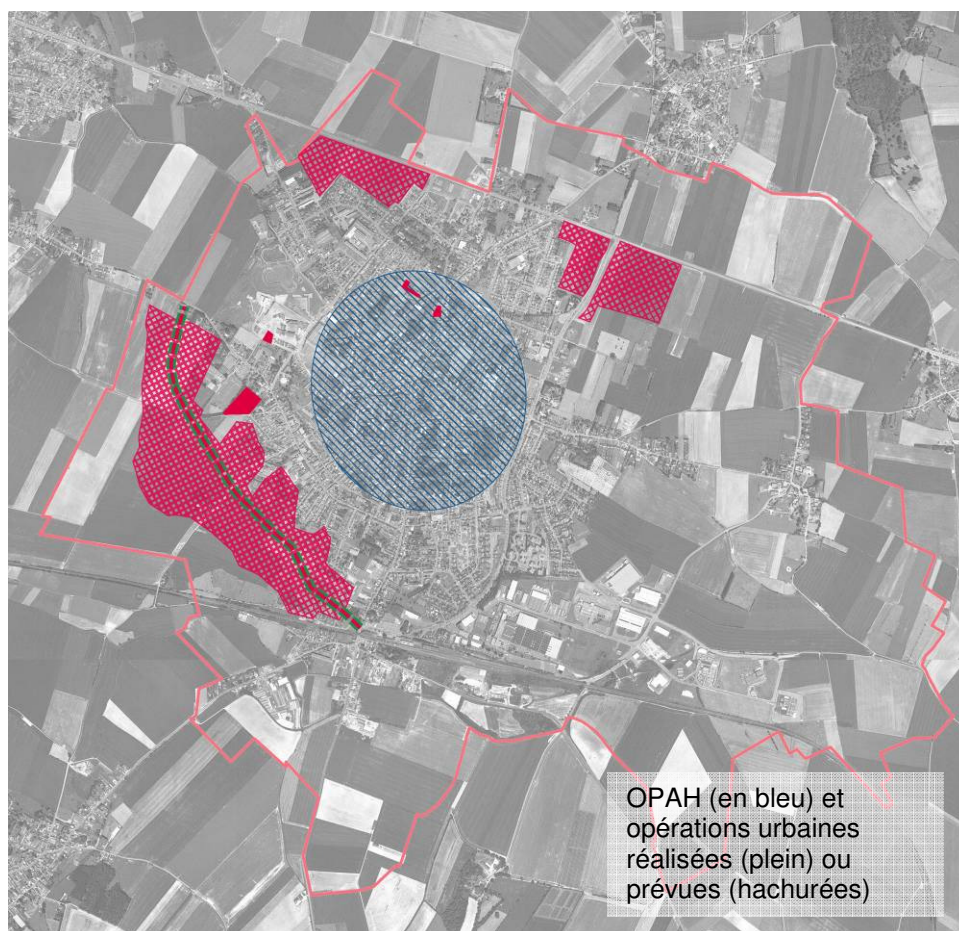 OPAH (en bleu) et
opérations urbaines
réalisées (plein) ou
prévues (hachurées)